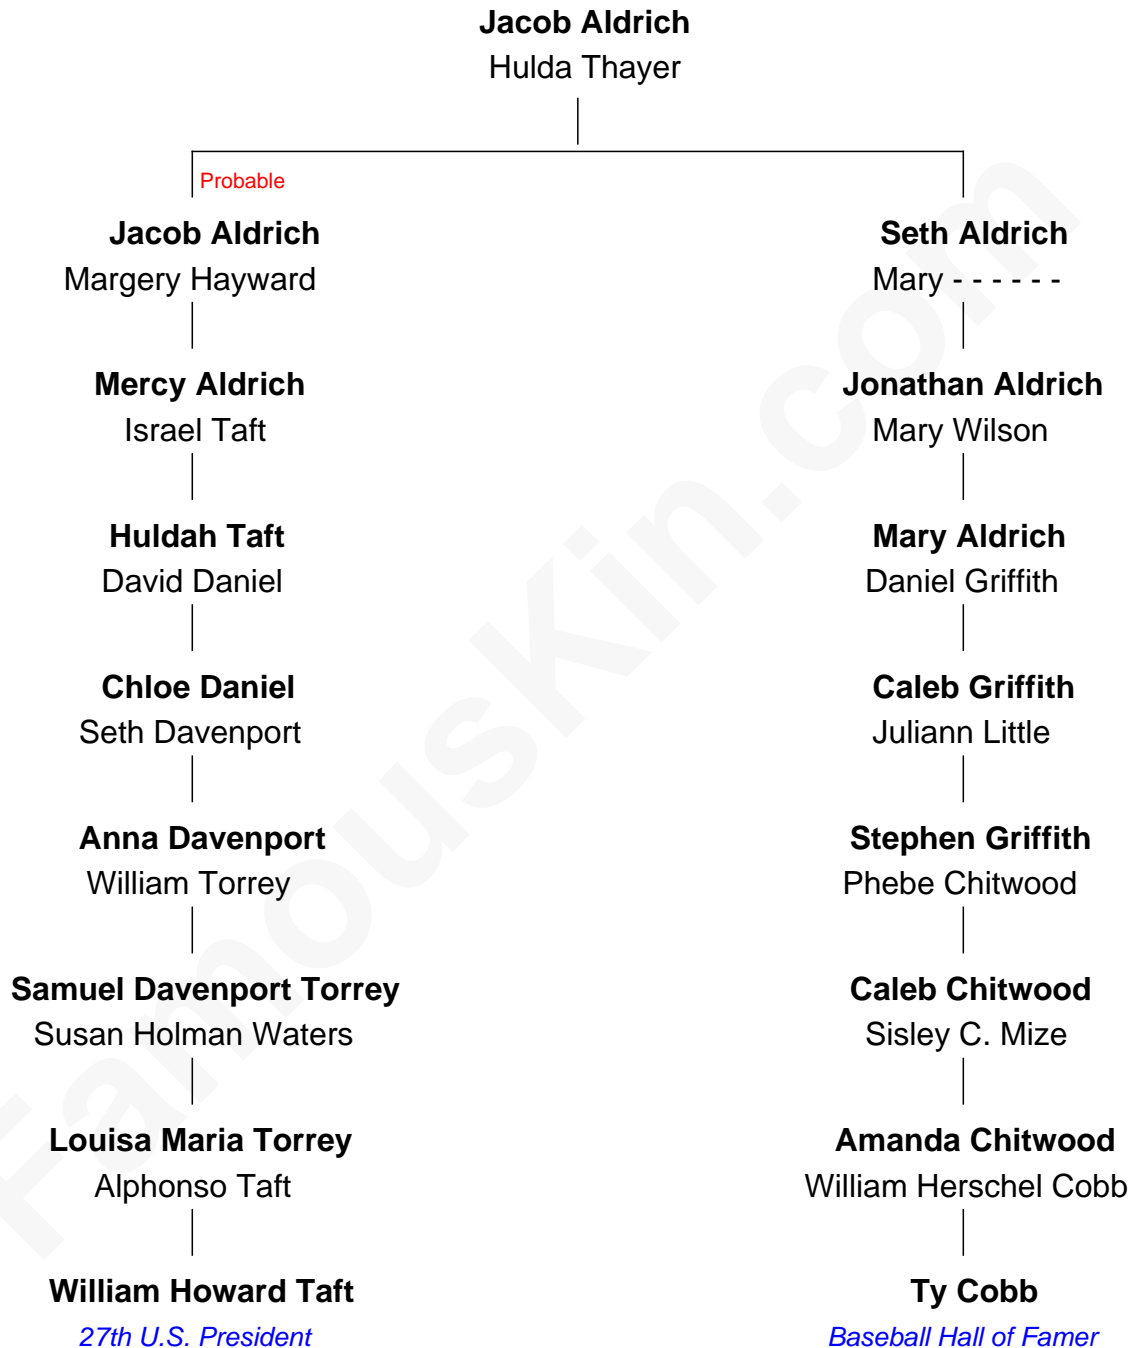 Jacob Aldrich
Hulda Thayer
Probable
Jacob Aldrich
Margery Hayward
Mercy Aldrich
Israel Taft
Huldah Taft
David Daniel
Chloe Daniel
Seth Davenport
Anna Davenport
William Torrey
Samuel Davenport Torrey
Susan Holman Waters
Louisa Maria Torrey
Alphonso Taft
William Howard Taft
27th U.S. President
Seth Aldrich
Mary - - - - - -
Jonathan Aldrich
Mary Wilson
Mary Aldrich
Daniel Griffith
Caleb Griffith
Juliann Little
Stephen Griffith
Phebe Chitwood
Caleb Chitwood
Sisley C. Mize
Amanda Chitwood
William Herschel Cobb
Ty Cobb
Baseball Hall of Famer
FamousKin.com